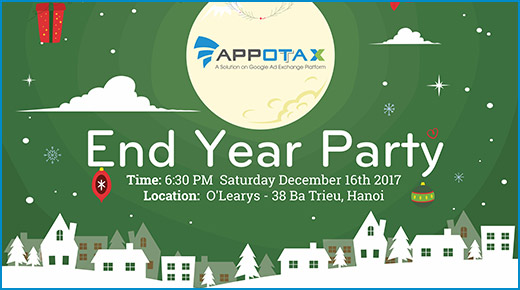 APPOTAX
A Solution on Google Ad Exchange Platform
End Year Party
Time: 6:30 PM Saturday December 16th 2017
Location: O'Learys - 38 Ba Trieu, Hanoi